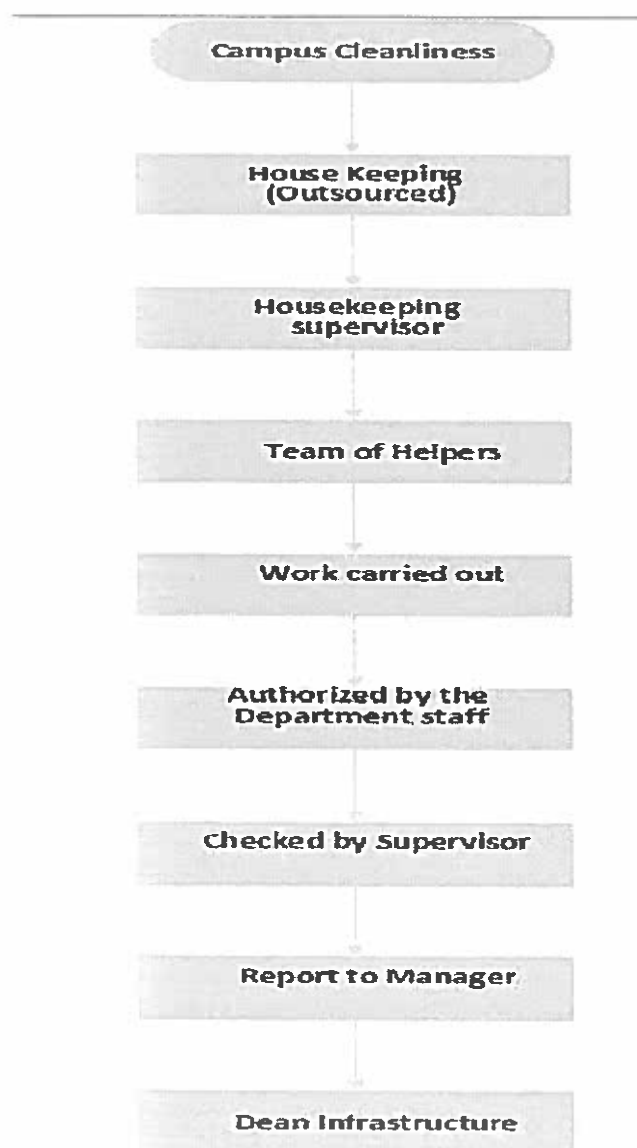 Campus Cleanliness
House Keeping
(Outsourced)
Housekeeping
supervisor
Team of Helpers
Work carried out
Authorized by the
Department staff
Checked by Supervisor
Report to Manager
Dean Infrastructure